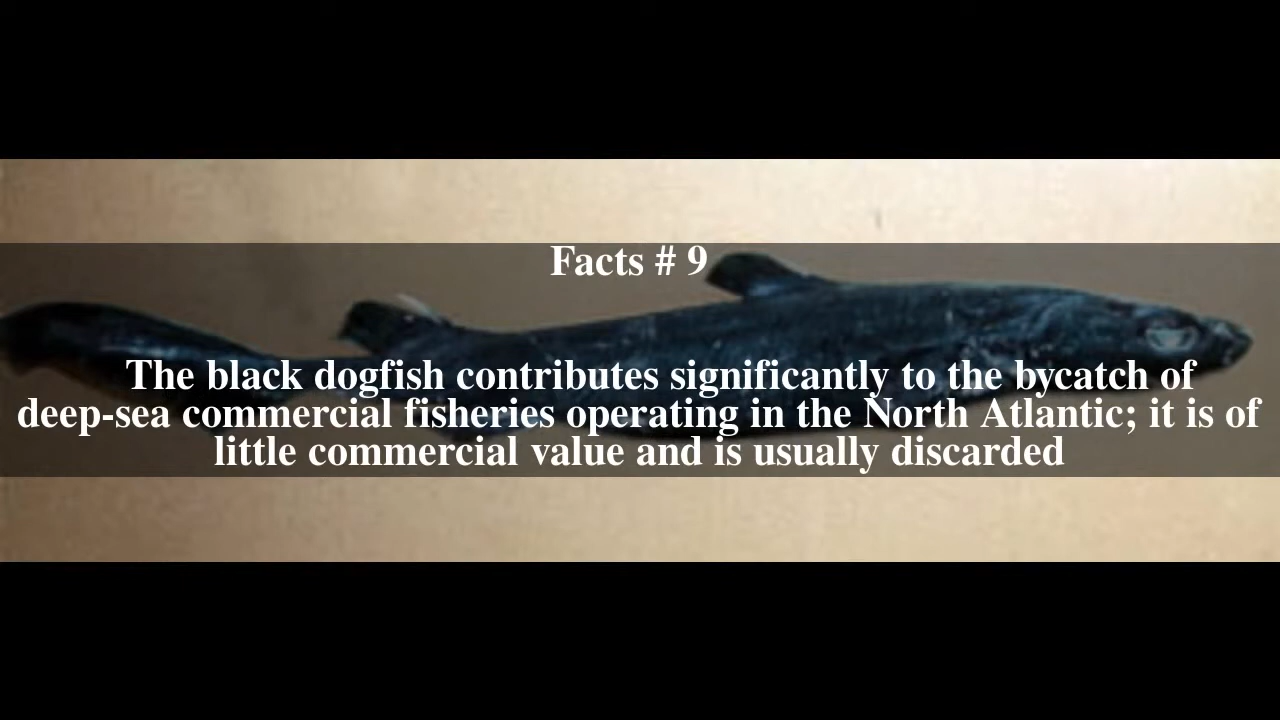 Facts # 9
The black dogfish contributes significantly to the bycatch of
deep-sea commercial fisheries operating in the North Atlantic; it is of
little commercial value and is usually discarded